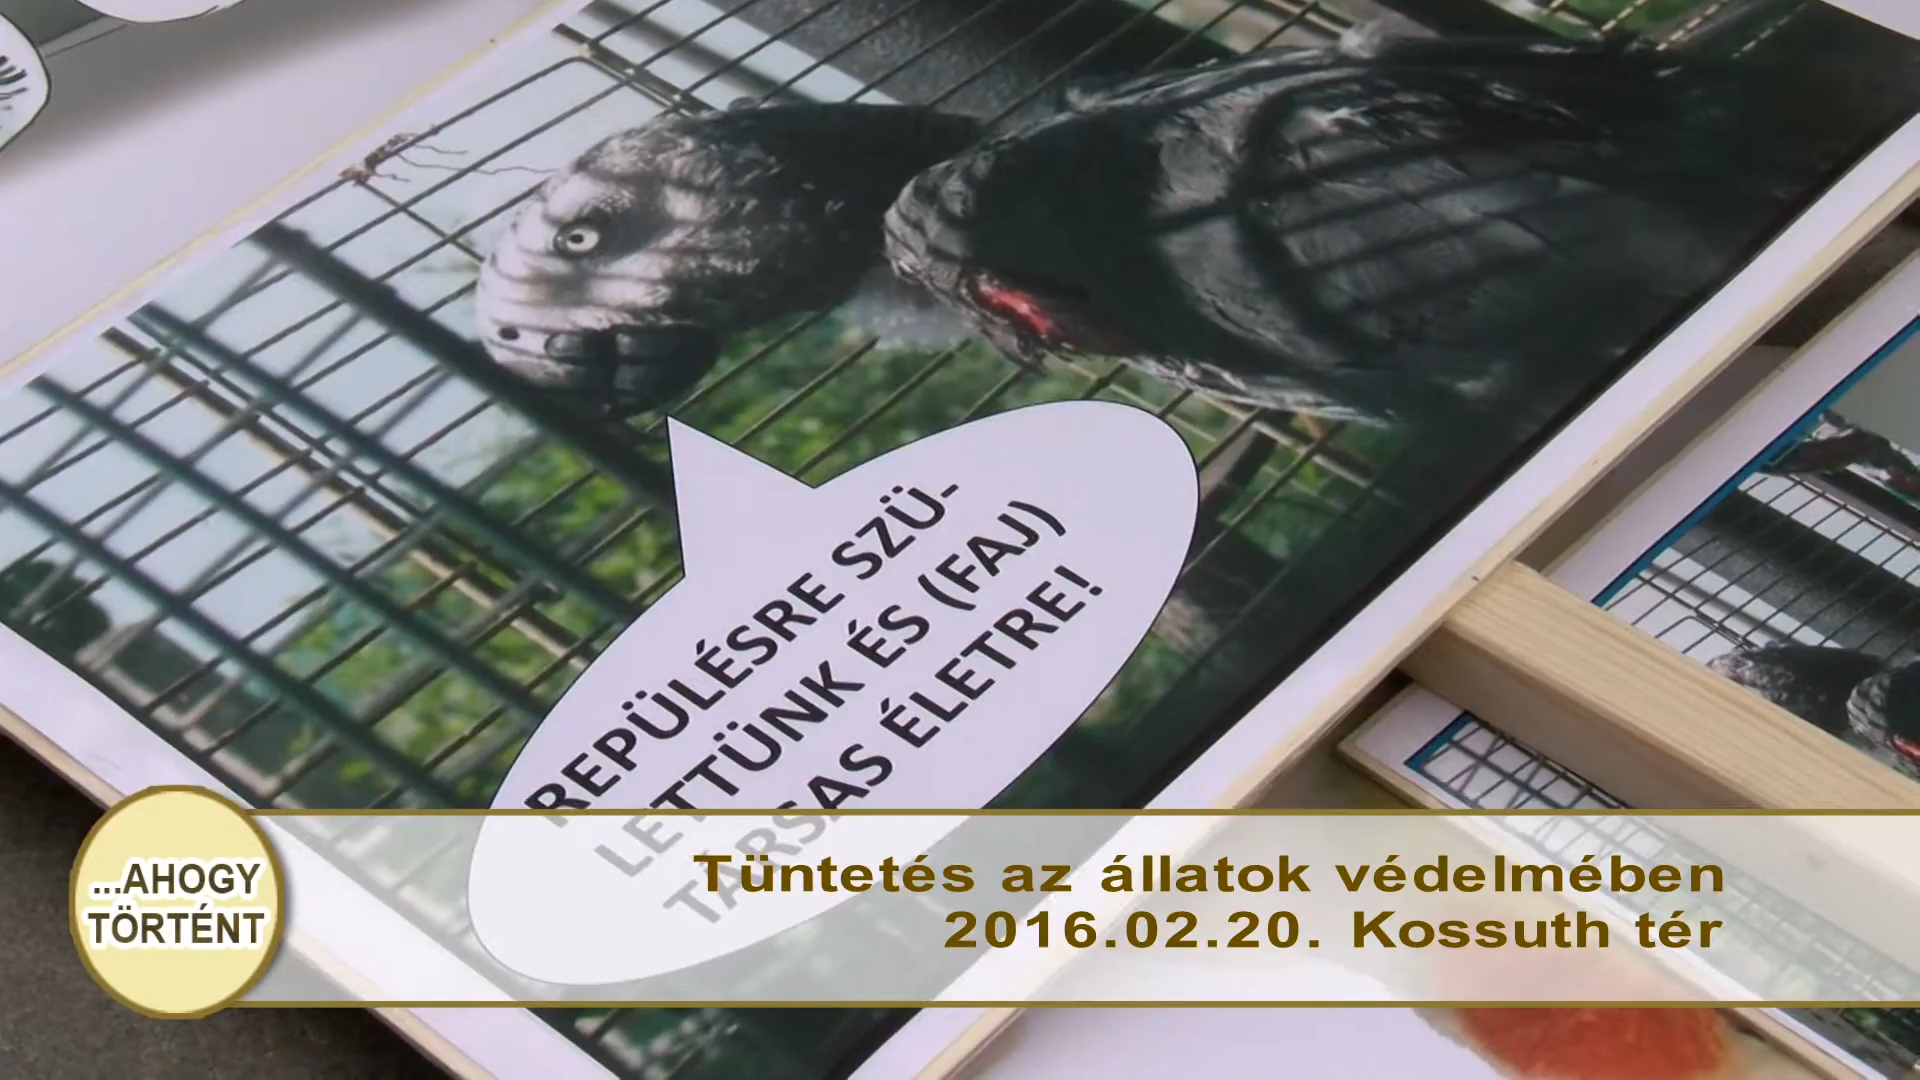 REPÜLÉSRE SZÜ-
LETTÜNK ÉS (FAJ)
TÁRSAS ÉLETRE!
...AHOGY
TÖRTÉNT
Tüntetés az állatok védelmében
2016.02.20. Kossuth tér